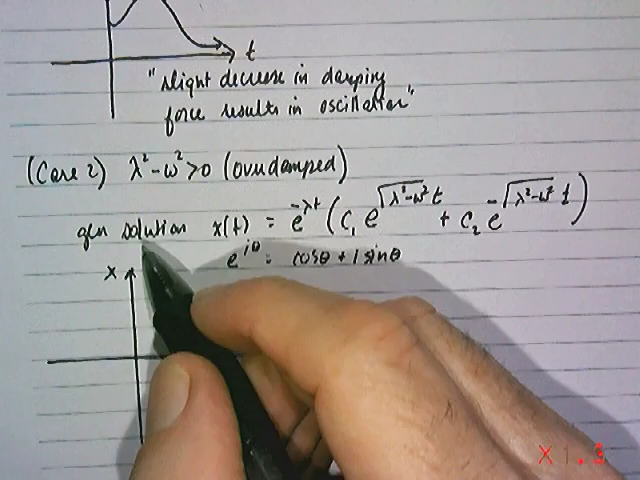 t
"slight decrease in damping
force results in oscillation"
(Case 2) λ²-ω²>0 (overdamped)
gen solution x(t) = e^-λt (C₁ e^√λ²-ω² t + C₂ e^-√λ²-ω² t)
e^iθ = cosθ + i sinθ
x
X1.3